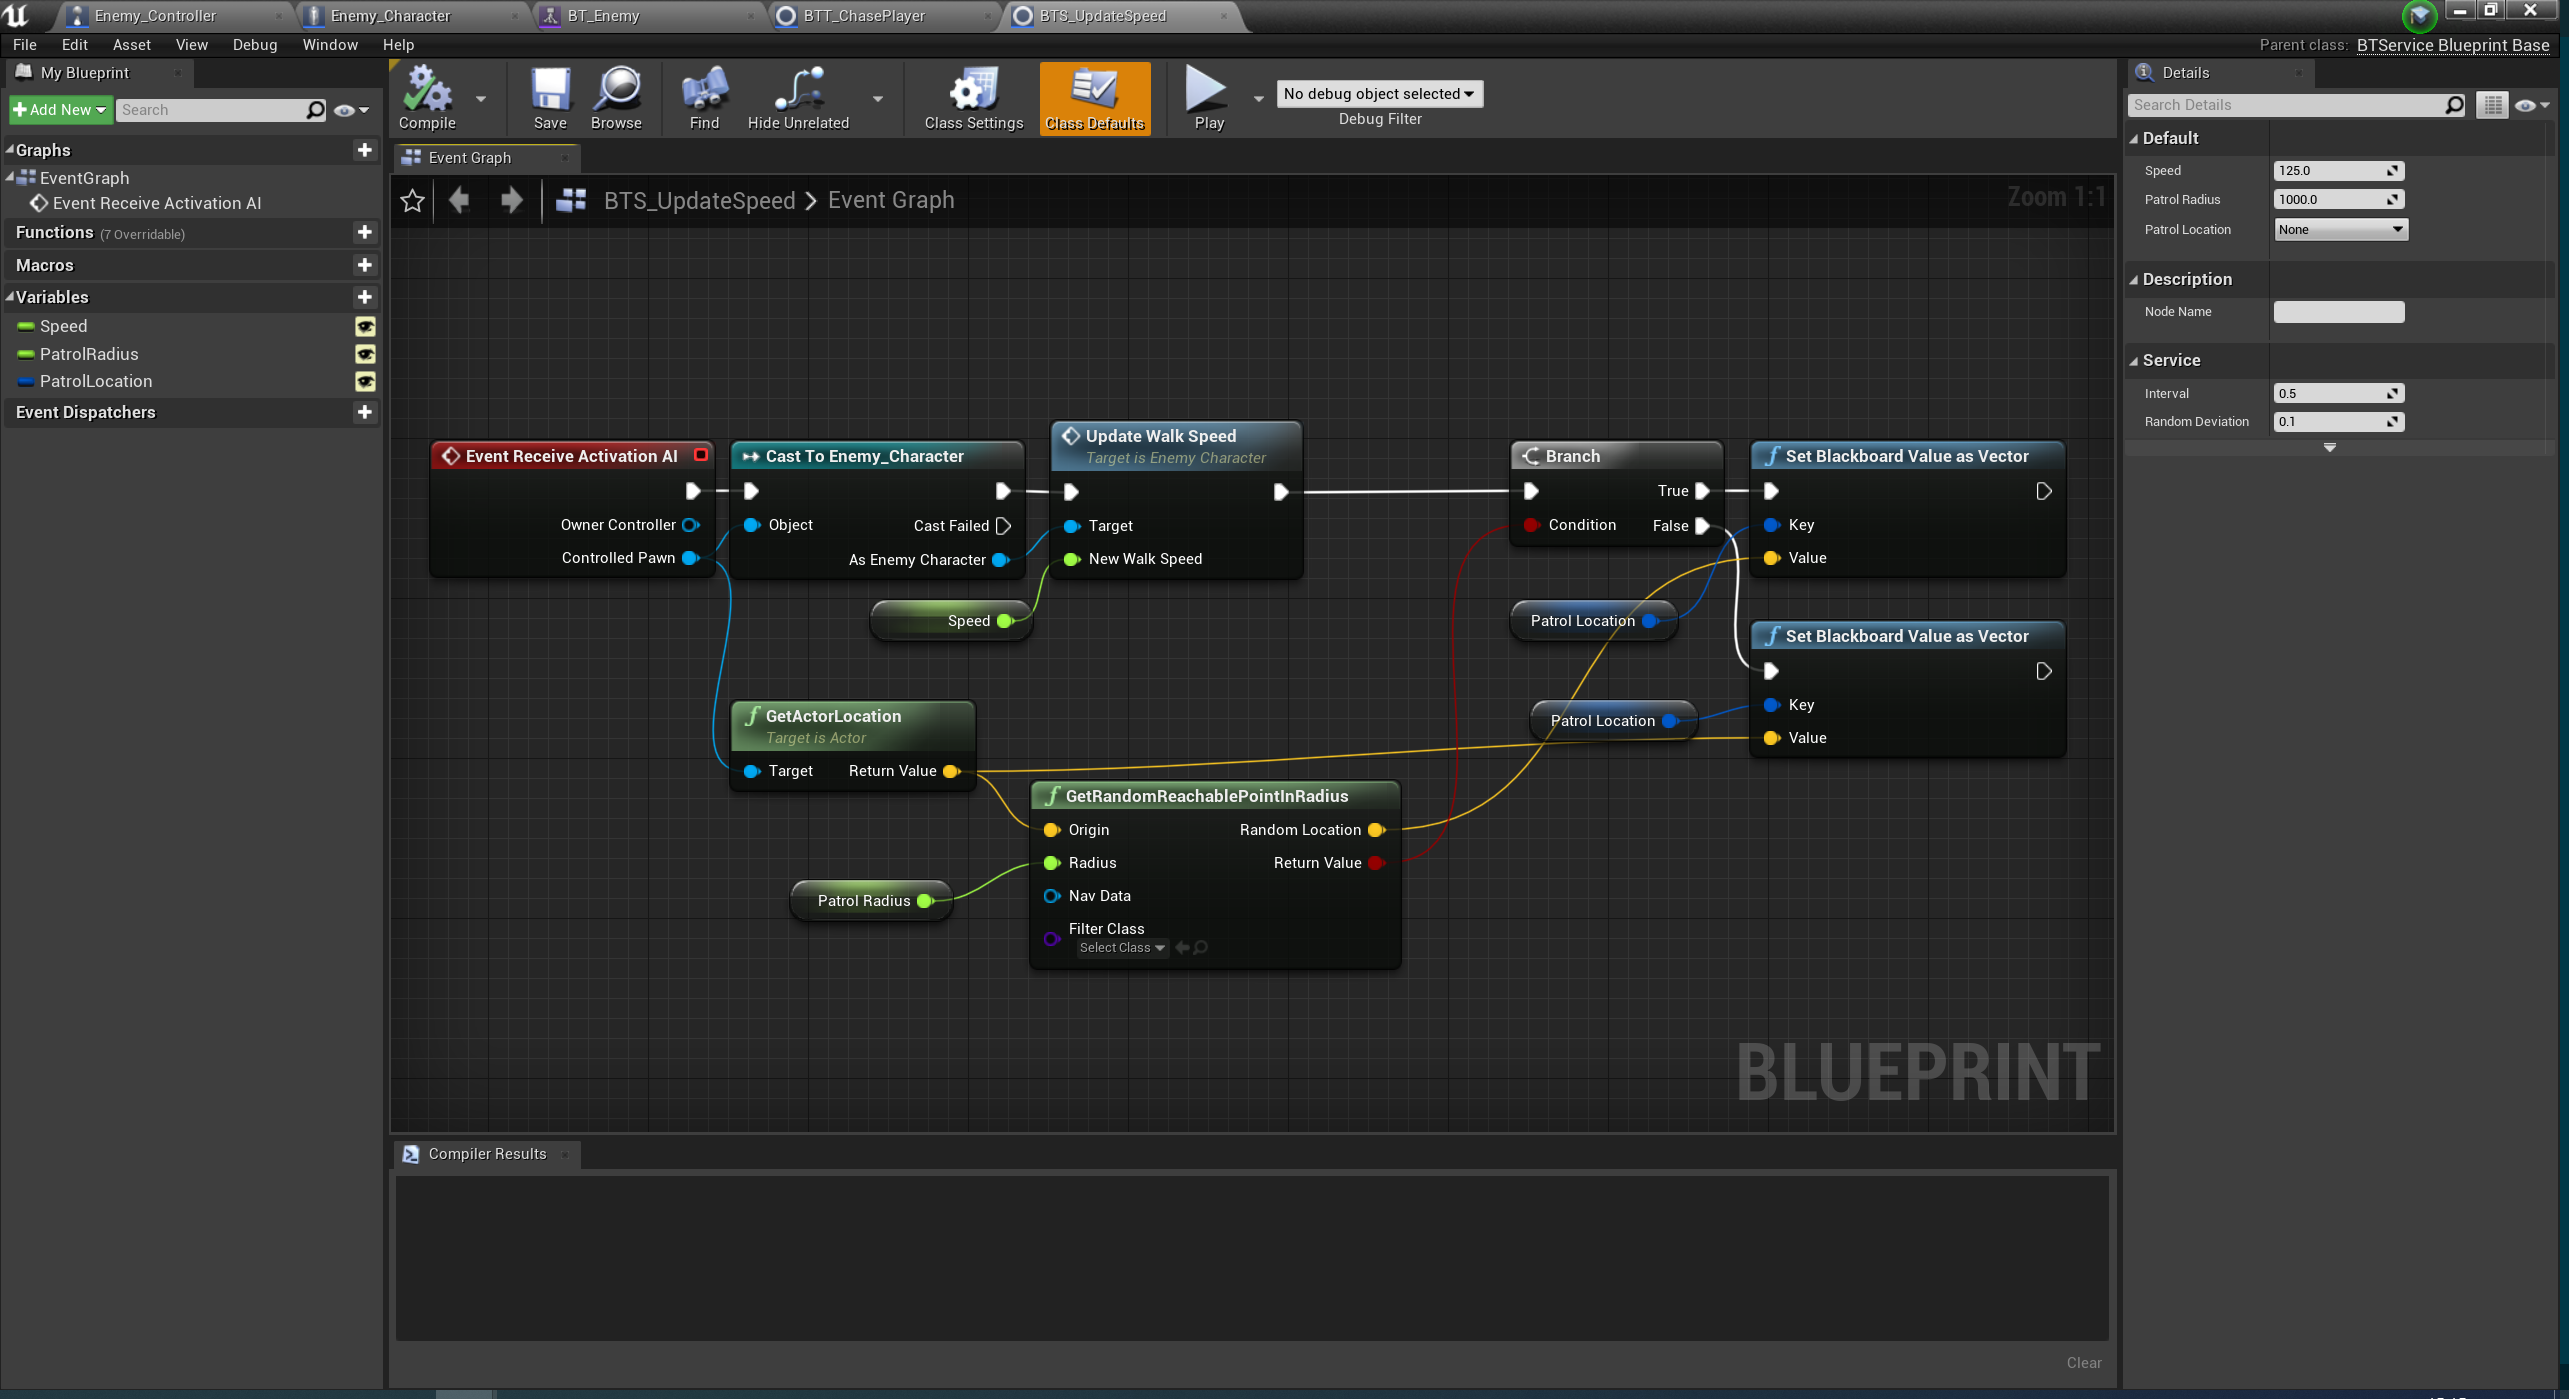 Enemy_Controller
Enemy_Character
BT_Enemy
BTT_ChasePlayer
BTS_UpdateSpeed
File Edit Asset View Debug Window Help
Parent class: BTService Blueprint Base
My Blueprint
Add New
Search
Graphs
EventGraph
Event Receive Activation AI
Functions (7 Overridable)
Macros
Variables
Speed
PatrolRadius
PatrolLocation
Event Dispatchers
Compile
Save
Browse
Find
Hide Unrelated
Class Settings
Class Defaults
Play
No debug object selected
Debug Filter
Event Graph
BTS_UpdateSpeed > Event Graph
Zoom 1:1
Event Receive Activation AI
Owner Controller
Controlled Pawn
Cast To Enemy_Character
Object
Cast Failed
As Enemy Character
Update Walk Speed
Target is Enemy Character
Target
New Walk Speed
Speed
Branch
True
Condition
False
Set Blackboard Value as Vector
Key
Value
Patrol Location
Set Blackboard Value as Vector
Key
Value
Patrol Location
GetActorLocation
Target is Actor
Target
Return Value
GetRandomReachablePointInRadius
Origin
Random Location
Radius
Return Value
Nav Data
Filter Class
Select Class
Patrol Radius
BLUEPRINT
Compiler Results
Clear
Details
Search Details
Default
Speed 125.0
Patrol Radius 1000.0
Patrol Location None
Description
Node Name
Service
Interval 0.5
Random Deviation 0.1